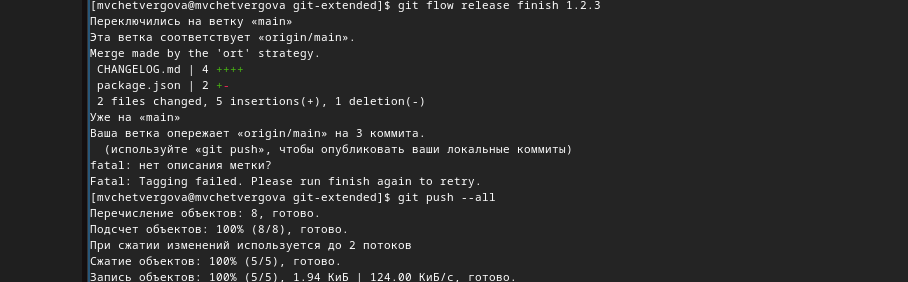 [mvchetvergova@mvchetvergova git-extended]$ git flow release finish 1.2.3
Переключились на ветку «main»
Эта ветка соответствует «origin/main».
Merge made by the 'ort' strategy.
CHANGELOG.md | 4 ++++
package.json | 2 +-
2 files changed, 5 insertions(+), 1 deletion(-)
Уже на «main»
Ваша ветка опережает «origin/main» на 3 коммита.
(используйте «git push», чтобы опубликовать ваши локальные коммиты)
fatal: нет описания метки?
Fatal: Tagging failed. Please run finish again to retry.
[mvchetvergova@mvchetvergova git-extended]$ git push --all
Перечисление объектов: 8, готово.
Подсчет объектов: 100% (8/8), готово.
При сжатии изменений используется до 2 потоков
Сжатие объектов: 100% (5/5), готово.
Запись объектов: 100% (5/5), 1.94 КиБ | 124.00 КиБ/с, готово.